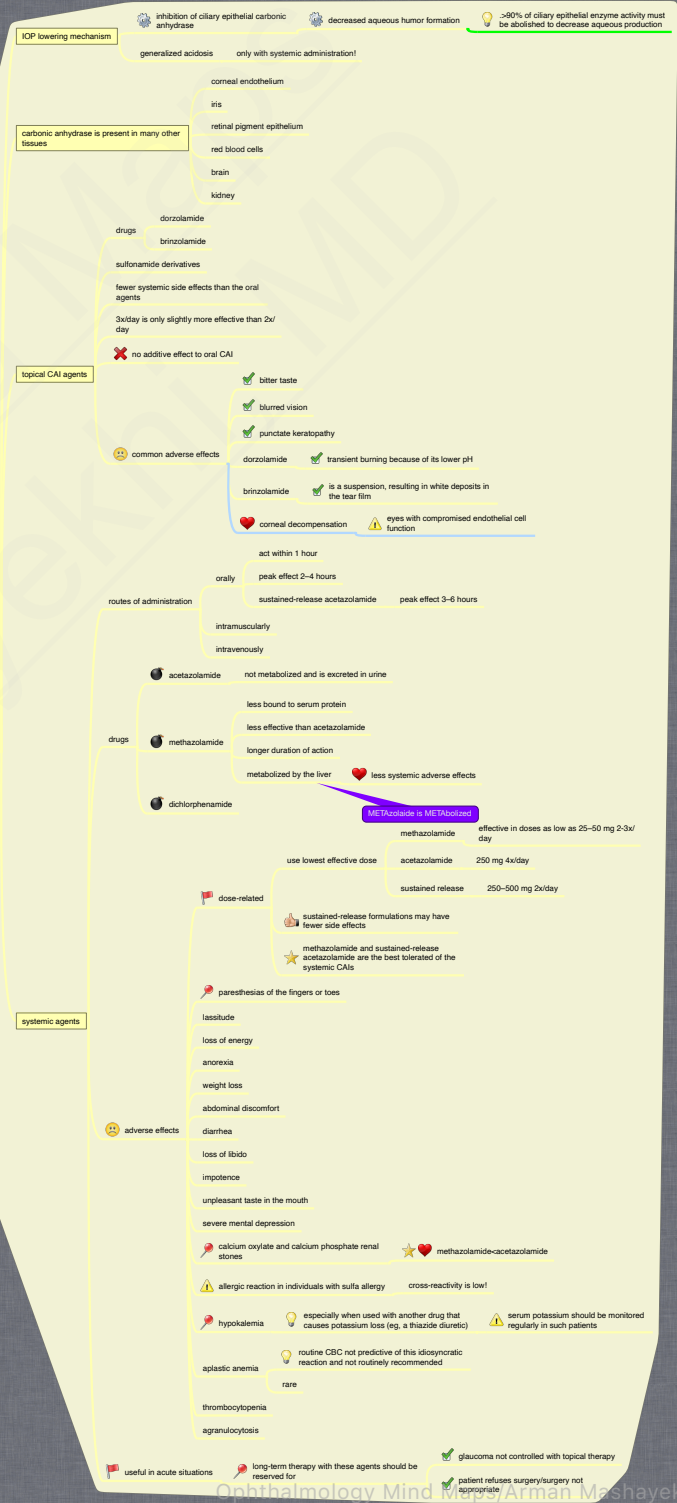 IOP lowering mechanism
inhibition of ciliary epithelial carbonic
anhydrase
decreased aqueous humor formation
.>90% of ciliary epithelial enzyme activity must
be abolished to decrease aqueous production
generalized acidosis
only with systemic administration!
carbonic anhydrase is present in many other
tissues
corneal endothelium
iris
retinal pigment epithelium
red blood cells
brain
kidney
topical CAI agents
drugs
dorzolamide
brinzolamide
sulfonamide derivatives
fewer systemic side effects than the oral
agents
3x/day is only slightly more effective than 2x/
day
no additive effect to oral CAI
common adverse effects
bitter taste
blurred vision
punctate keratopathy
dorzolamide
transient burning because of its lower pH
brinzolamide
is a suspension, resulting in white deposits in
the tear film
corneal decompensation
eyes with compromised endothelial cell
function
systemic agents
routes of administration
orally
act within 1 hour
peak effect 2–4 hours
sustained-release acetazolamide
peak effect 3–6 hours
intramuscularly
intravenously
drugs
acetazolamide
not metabolized and is excreted in urine
methazolamide
less bound to serum protein
less effective than acetazolamide
longer duration of action
metabolized by the liver
less systemic adverse effects
METAzolaide is METAbolized
dichlorphenamide
adverse effects
dose-related
use lowest effective dose
methazolamide
effective in doses as low as 25–50 mg 2-3x/
day
acetazolamide
250 mg 4x/day
sustained release
250–500 mg 2x/day
sustained-release formulations may have
fewer side effects
methazolamide and sustained-release
acetazolamide are the best tolerated of the
systemic CAIs
paresthesias of the fingers or toes
lassitude
loss of energy
anorexia
weight loss
abdominal discomfort
diarrhea
loss of libido
impotence
unpleasant taste in the mouth
severe mental depression
calcium oxylate and calcium phosphate renal
stones
methazolamide<acetazolamide
allergic reaction in individuals with sulfa allergy
cross-reactivity is low!
hypokalemia
especially when used with another drug that
causes potassium loss (eg, a thiazide diuretic)
serum potassium should be monitored
regularly in such patients
aplastic anemia
routine CBC not predictive of this idiosyncratic
reaction and not routinely recommended
rare
thrombocytopenia
agranulocytosis
useful in acute situations
long-term therapy with these agents should be
reserved for
glaucoma not controlled with topical therapy
patient refuses surgery/surgery not
appropriate
Ophthalmology Mind Maps/Arman Mashayek